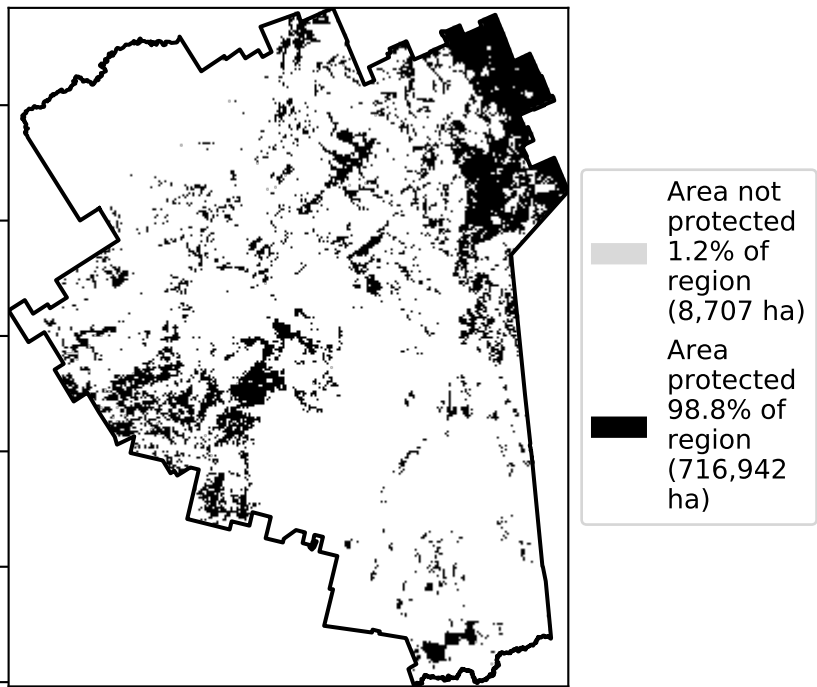 Area not
protected
1.2% of
region
(8,707 ha)
Area
protected
98.8% of
region
(716,942
ha)